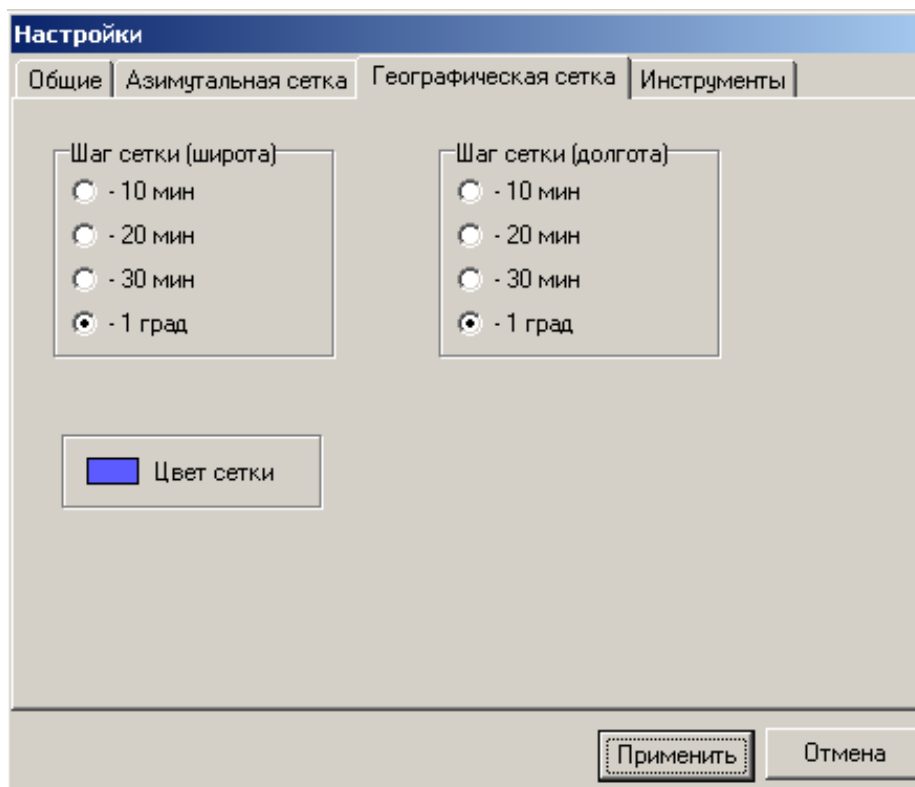 Настройки
Общие Азимутальная сетка Географическая сетка Инструменты
Шаг сетки (широта)
- 10 мин
- 20 мин
- 30 мин
- 1 град
Шаг сетки (долгота)
- 10 мин
- 20 мин
- 30 мин
- 1 град
Цвет сетки
Применить Отмена